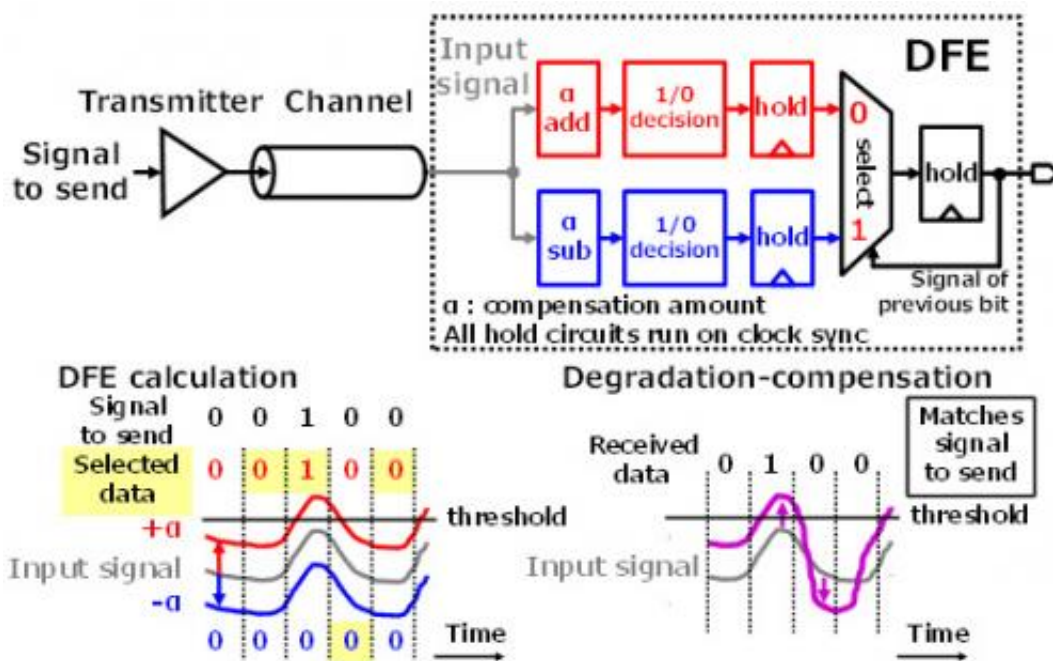 DFE
Input
signal
Transmitter Channel
Signal
to send
α
add
1/0
decision
hold
0
select
1
hold
α
sub
1/0
decision
hold
Signal of
previous bit
α : compensation amount
All hold circuits run on clock sync
DFE calculation
Signal
to send
0 0 1 0 0
Selected
data
0 0 1 0 0
threshold
+α
Input signal
-α
0 0 0 0 0
Time
Degradation-compensation
Matches
signal
to send
Received
data
0 1 0 0
threshold
Input signal
Time